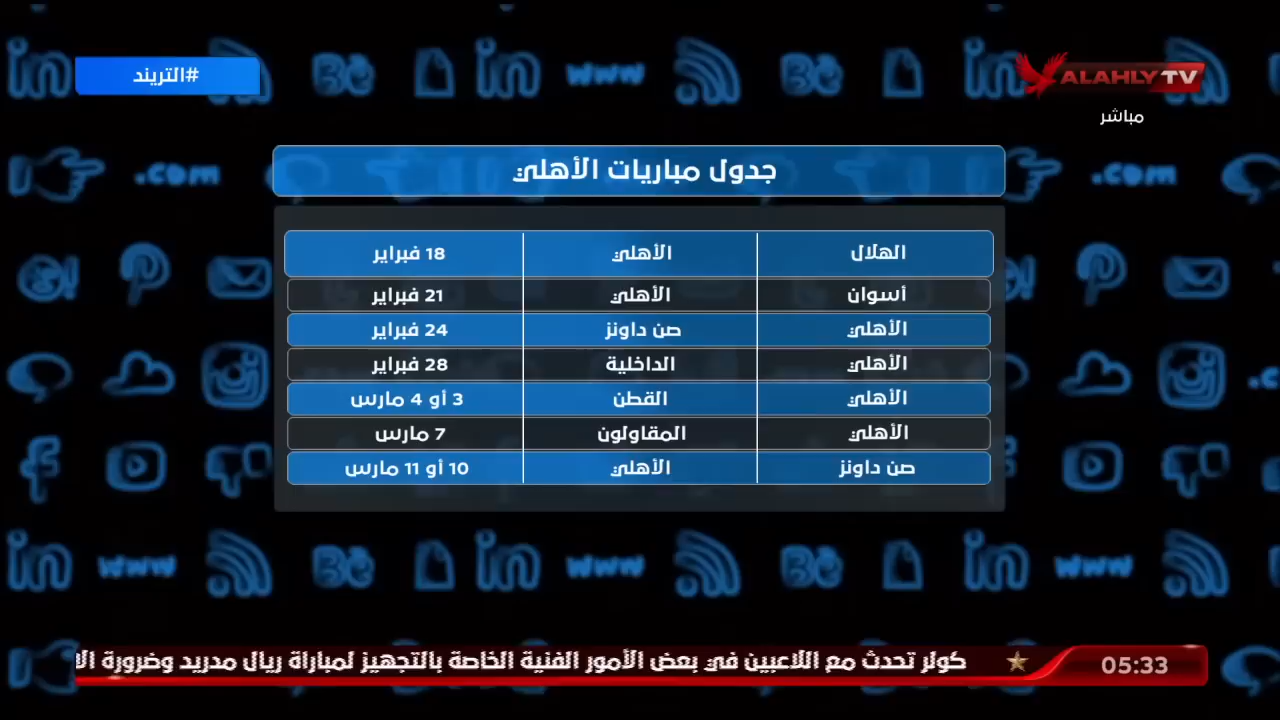 #التريند
ALAHLY TV
مباشر
جدول مباريات الأهلي
الهلال الأهلي 18 فبراير
أسوان الأهلي 21 فبراير
الأهلي صن داونز 24 فبراير
الأهلي الداخلية 28 فبراير
الأهلي القطن 3 أو 4 مارس
الأهلي المقاولون 7 مارس
صن داونز الأهلي 10 أو 11 مارس
05:33 كولر تحدث مع اللاعبين في بعض الأمور الفنية الخاصة بالتجهيز لمباراة ريال مدريد وضرورة